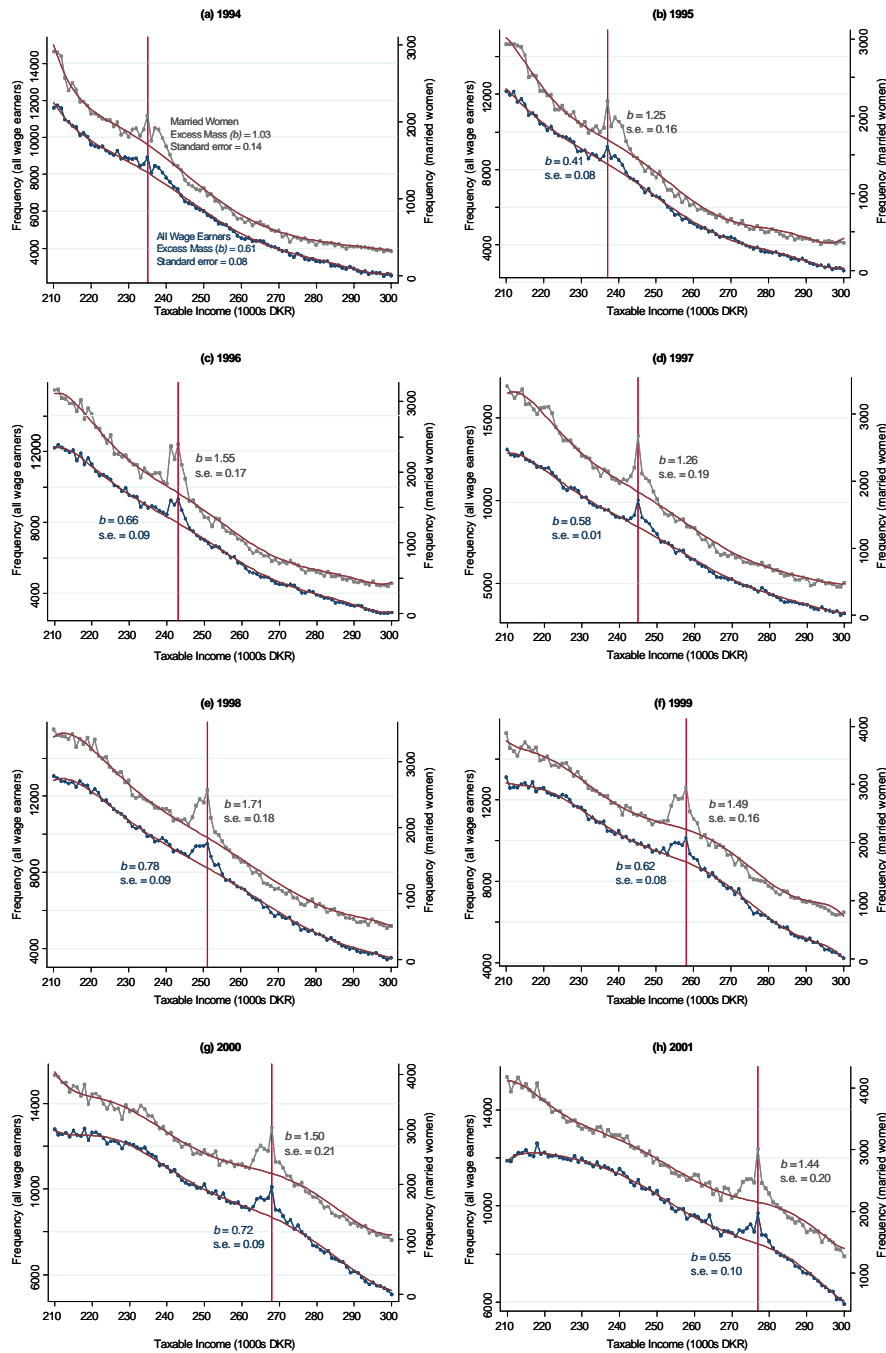 (a) 1994
Frequency (all wage earners)
4000 6000 8000 10000 12000 14000
Married Women
Excess Mass (b) = 1.03
Standard error = 0.14
All Wage Earners
Excess Mass (b) = 0.61
Standard error = 0.08
0 1000 2000 3000
Frequency (married women)
210 220 230 240 250 260 270 280 290 300
Taxable Income (1000s DKR)
(b) 1995
Frequency (all wage earners)
4000 8000 12000
b = 1.25
s.e. = 0.16
b = 0.41
s.e. = 0.08
0 1000 2000 3000
Frequency (married women)
210 220 230 240 250 260 270 280 290 300
Taxable Income (1000s DKR)
(c) 1996
Frequency (all wage earners)
4000 8000 12000
b = 1.55
s.e. = 0.17
b = 0.66
s.e. = 0.09
0 1000 2000 3000
Frequency (married women)
210 220 230 240 250 260 270 280 290 300
Taxable Income (1000s DKR)
(d) 1997
Frequency (all wage earners)
5000 10000 15000
b = 1.26
s.e. = 0.19
b = 0.58
s.e. = 0.01
0 1000 2000 3000
Frequency (married women)
210 220 230 240 250 260 270 280 290 300
Taxable Income (1000s DKR)
(e) 1998
Frequency (all wage earners)
4000 8000 12000
b = 1.71
s.e. = 0.18
b = 0.78
s.e. = 0.09
0 1000 2000 3000
Frequency (married women)
210 220 230 240 250 260 270 280 290 300
Taxable Income (1000s DKR)
(f) 1999
Frequency (all wage earners)
4000 8000 12000
b = 1.49
s.e. = 0.16
b = 0.62
s.e. = 0.08
0 1000 2000 3000 4000
Frequency (married women)
210 220 230 240 250 260 270 280 290 300
Taxable Income (1000s DKR)
(g) 2000
Frequency (all wage earners)
6000 10000 14000
b = 1.50
s.e. = 0.21
b = 0.72
s.e. = 0.09
0 1000 2000 3000 4000
Frequency (married women)
210 220 230 240 250 260 270 280 290 300
Taxable Income (1000s DKR)
(h) 2001
Frequency (all wage earners)
6000 10000 14000
b = 1.44
s.e. = 0.20
b = 0.55
s.e. = 0.10
1000 2000 3000 4000
Frequency (married women)
210 220 230 240 250 260 270 280 290 300
Taxable Income (1000s DKR)